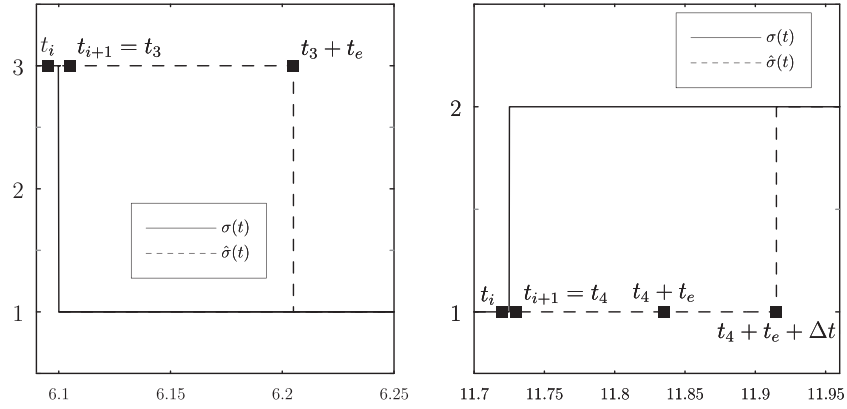 t_i t_{i+1} = t_3 t_3 + t_e
3
2
1
σ(t)
σ̂(t)
6.1 6.15 6.2 6.25
σ(t)
σ̂(t)
2
1
t_i t_{i+1} = t_4 t_4 + t_e
t_4 + t_e + Δt
11.7 11.75 11.8 11.85 11.9 11.95